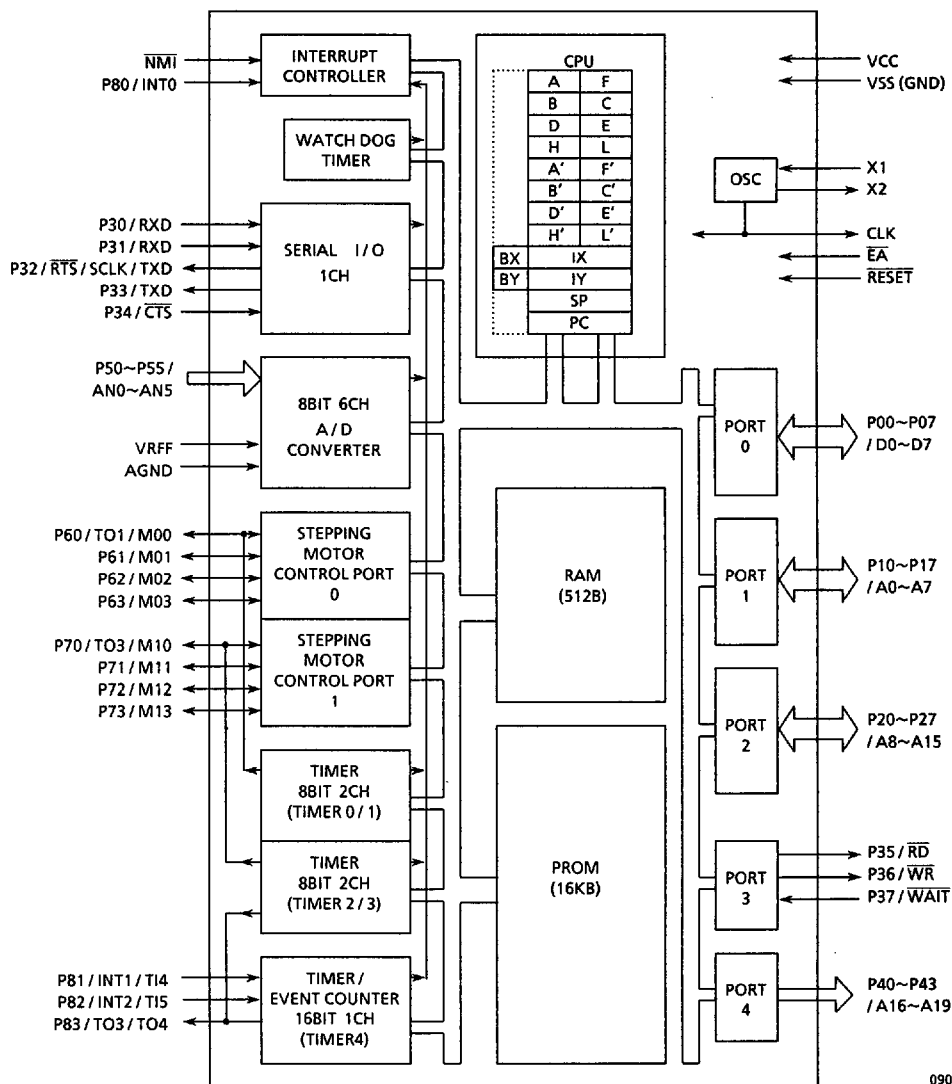 NMI
P80 / INT0
INTERRUPT
CONTROLLER
WATCH DOG
TIMER
P30 / RXD
P31 / RXD
P32 / RTS / SCLK / TXD
P33 / TXD
P34 / CTS
SERIAL I / O
1CH
P50~P55 /
AN0~AN5
VRFF
AGND
8BIT 6CH
A / D
CONVERTER
P60 / TO1 / M00
P61 / M01
P62 / M02
P63 / M03
STEPPING
MOTOR
CONTROL PORT
0
P70 / TO3 / M10
P71 / M11
P72 / M12
P73 / M13
STEPPING
MOTOR
CONTROL PORT
1
TIMER
8BIT 2CH
(TIMER 0 / 1)
TIMER
8BIT 2CH
(TIMER 2 / 3)
P81 / INT1 / TI4
P82 / INT2 / TI5
P83 / TO3 / TO4
TIMER /
EVENT COUNTER
16BIT 1CH
(TIMER4)
CPU
A F
B C
D E
H L
A' F'
B' C'
D' E'
H' L'
BX IX
BY IY
SP
PC
RAM
(512B)
PROM
(16KB)
VCC
VSS (GND)
OSC
X1
X2
CLK
EA
RESET
PORT
0
P00~P07
/ D0~D7
PORT
1
P10~P17
/ A0~A7
PORT
2
P20~P27
/ A8~A15
PORT
3
P35 / RD
P36 / WR
P37 / WAIT
PORT
4
P40~P43
/ A16~A19
090